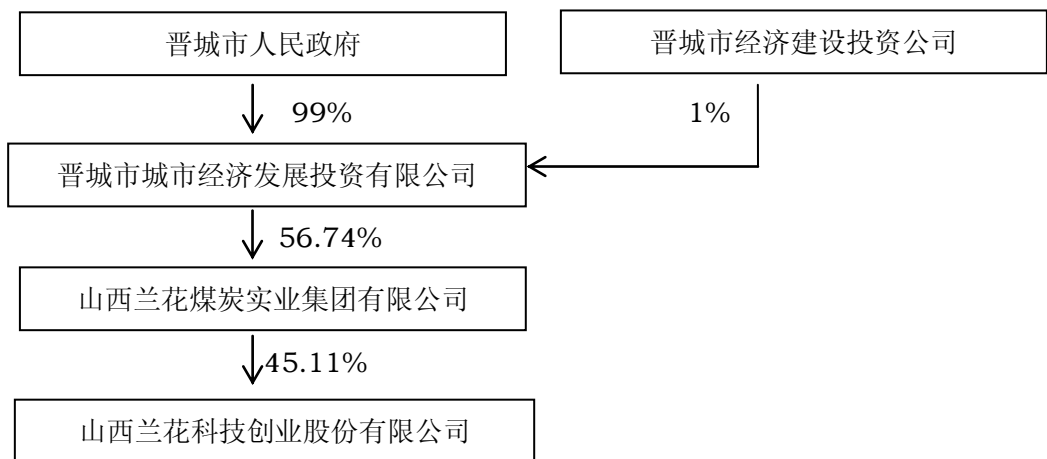 晋城市人民政府
晋城市经济建设投资公司
99%
1%
晋城市城市经济发展投资有限公司
56.74%
山西兰花煤炭实业集团有限公司
45.11%
山西兰花科技创业股份有限公司